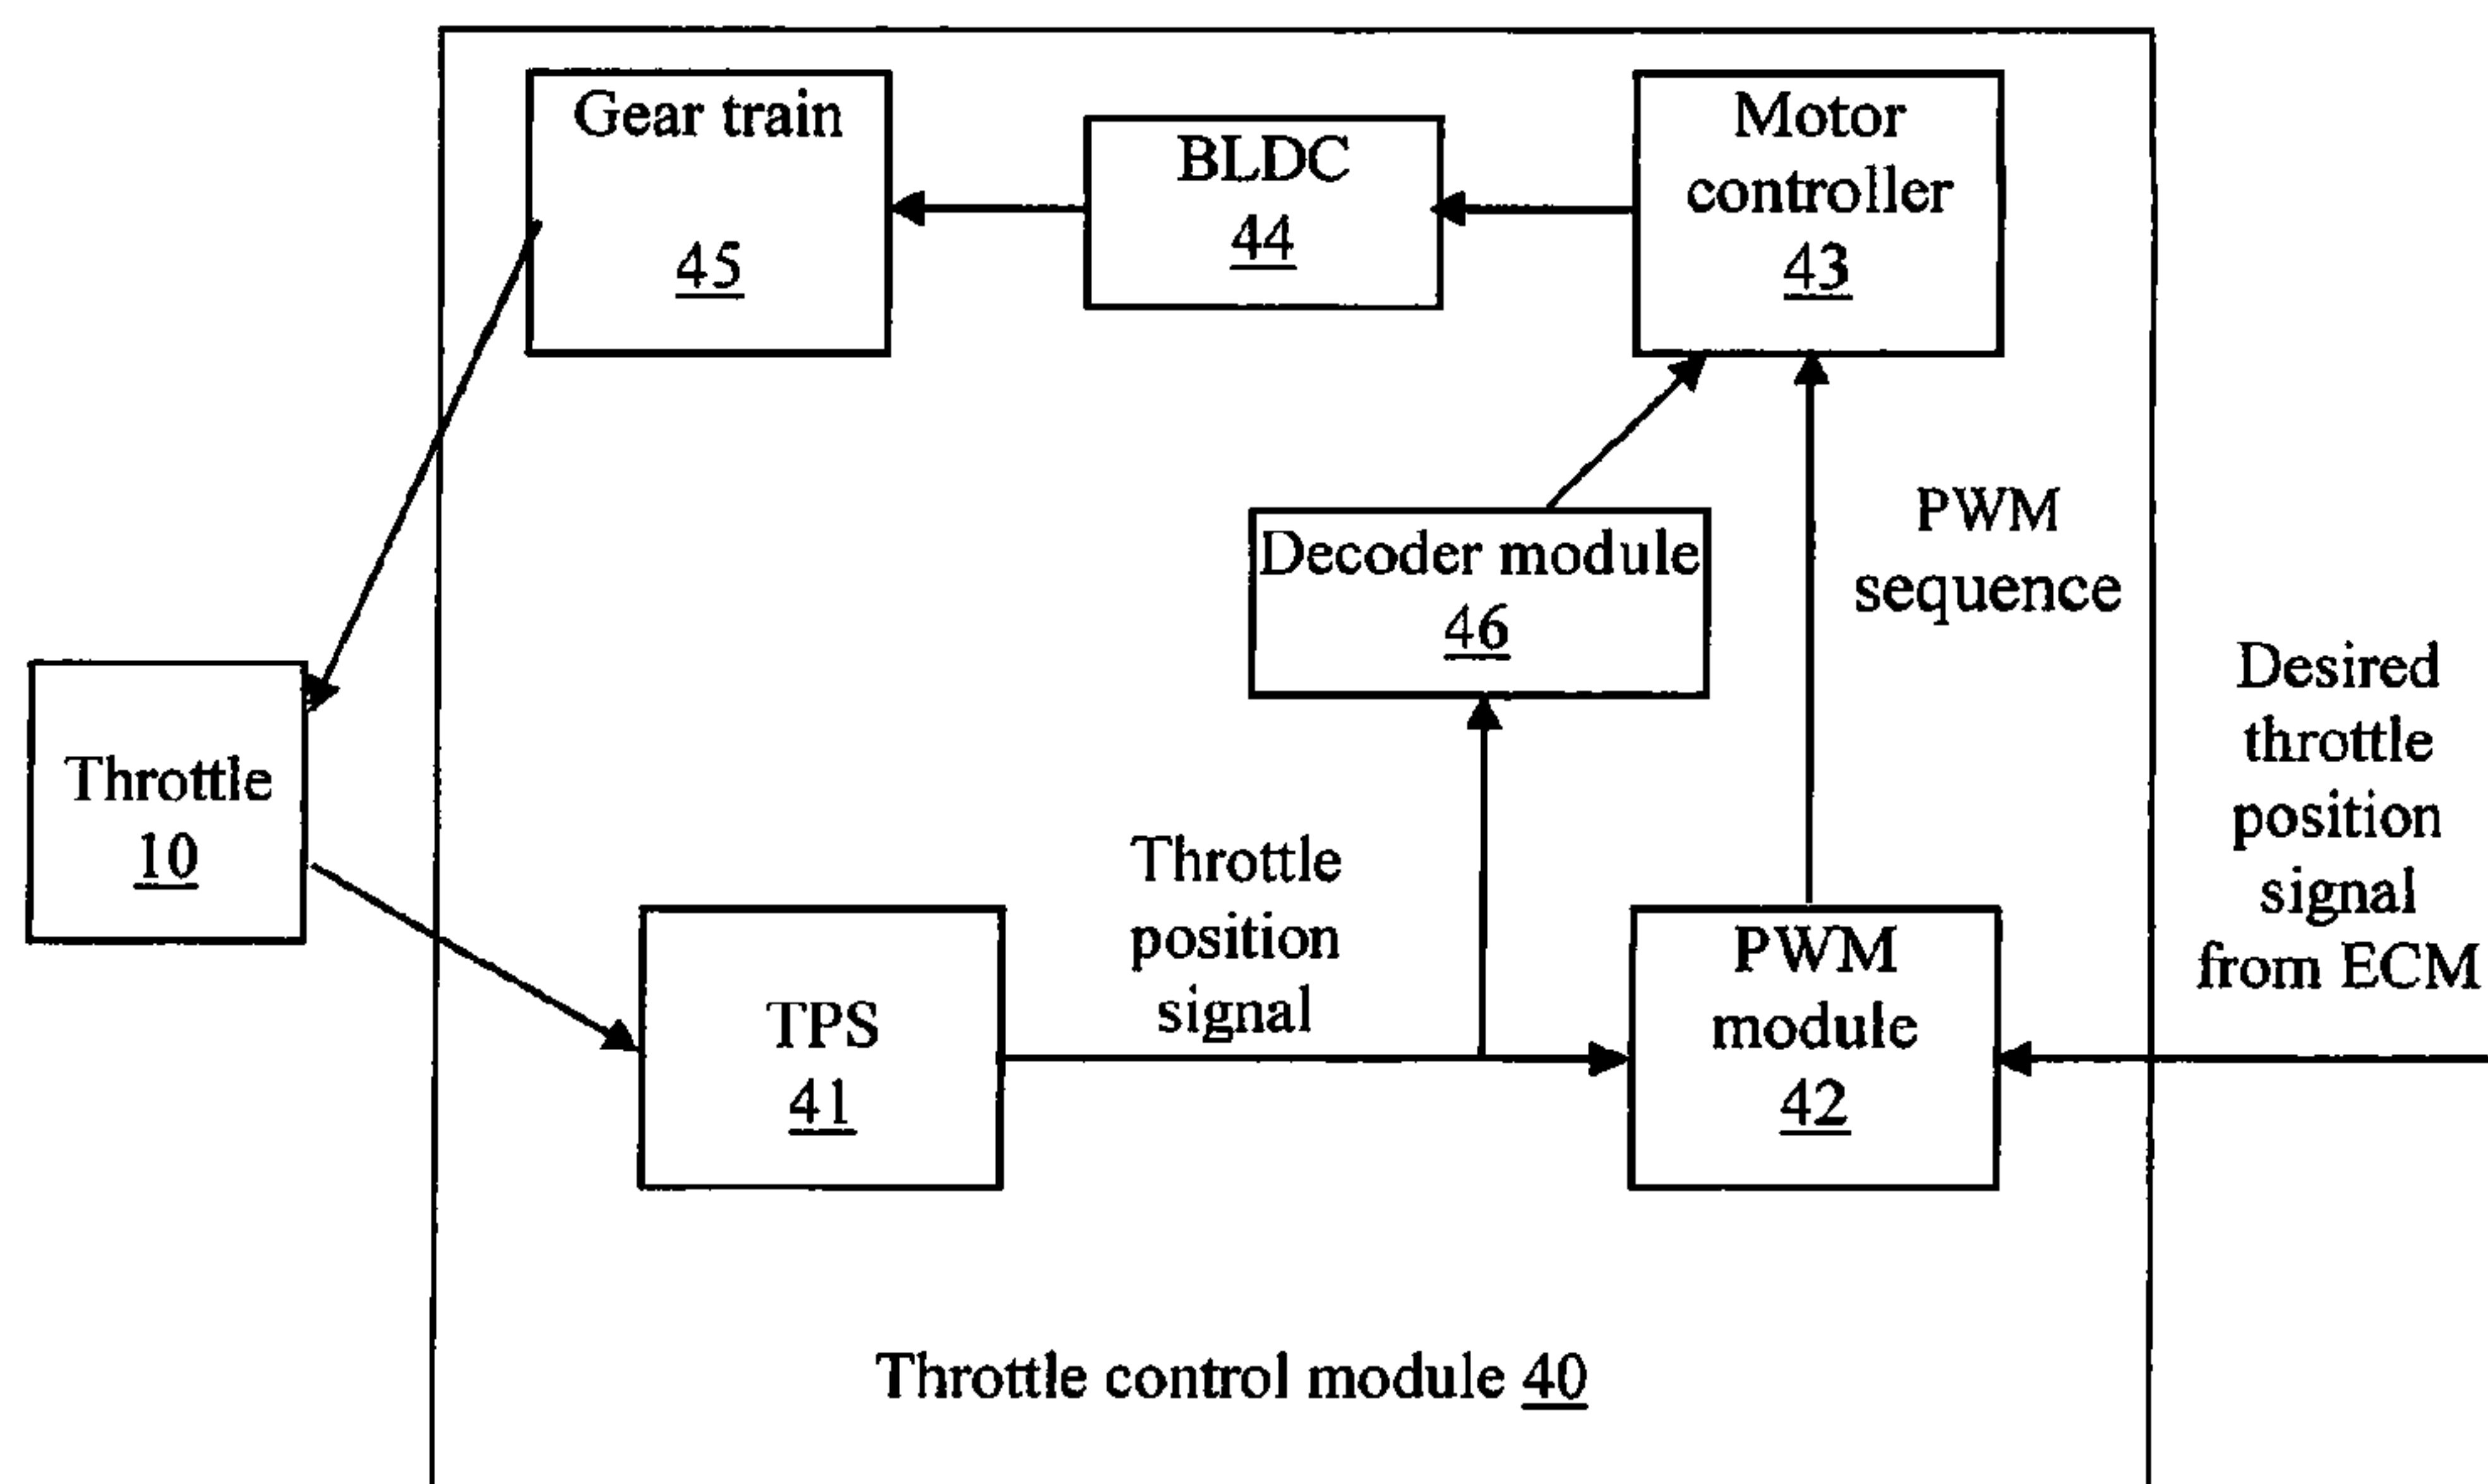 Gear train
45
BLDC
44
Motor
controller
43
Decoder module
46
PWM
sequence
Desired
throttle
position
signal
from ECM
Throttle
10
Throttle
position
signal
TPS
41
PWM
module
42
Throttle control module 40